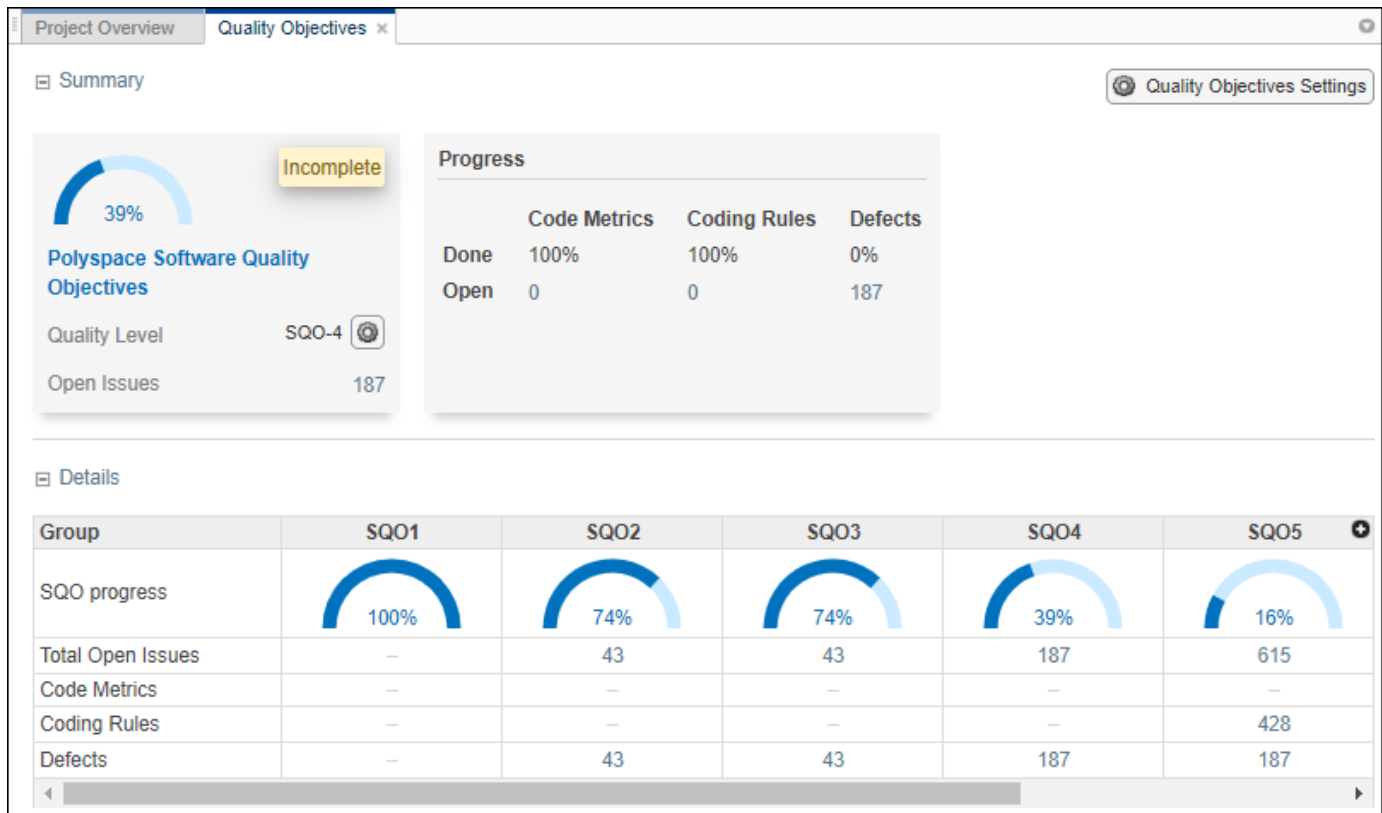 Project Overview Quality Objectives ×
Summary Quality Objectives Settings
Incomplete
39%
Polyspace Software Quality
Objectives
Quality Level SQO-4
Open Issues 187
Progress
Code Metrics Coding Rules Defects
Done 100% 100% 0%
Open 0 0 187
Details
Group SQO1 SQO2 SQO3 SQO4 SQO5
SQO progress 100% 74% 74% 39% 16%
Total Open Issues – 43 43 187 615
Code Metrics – – – – –
Coding Rules – – – – 428
Defects – 43 43 187 187